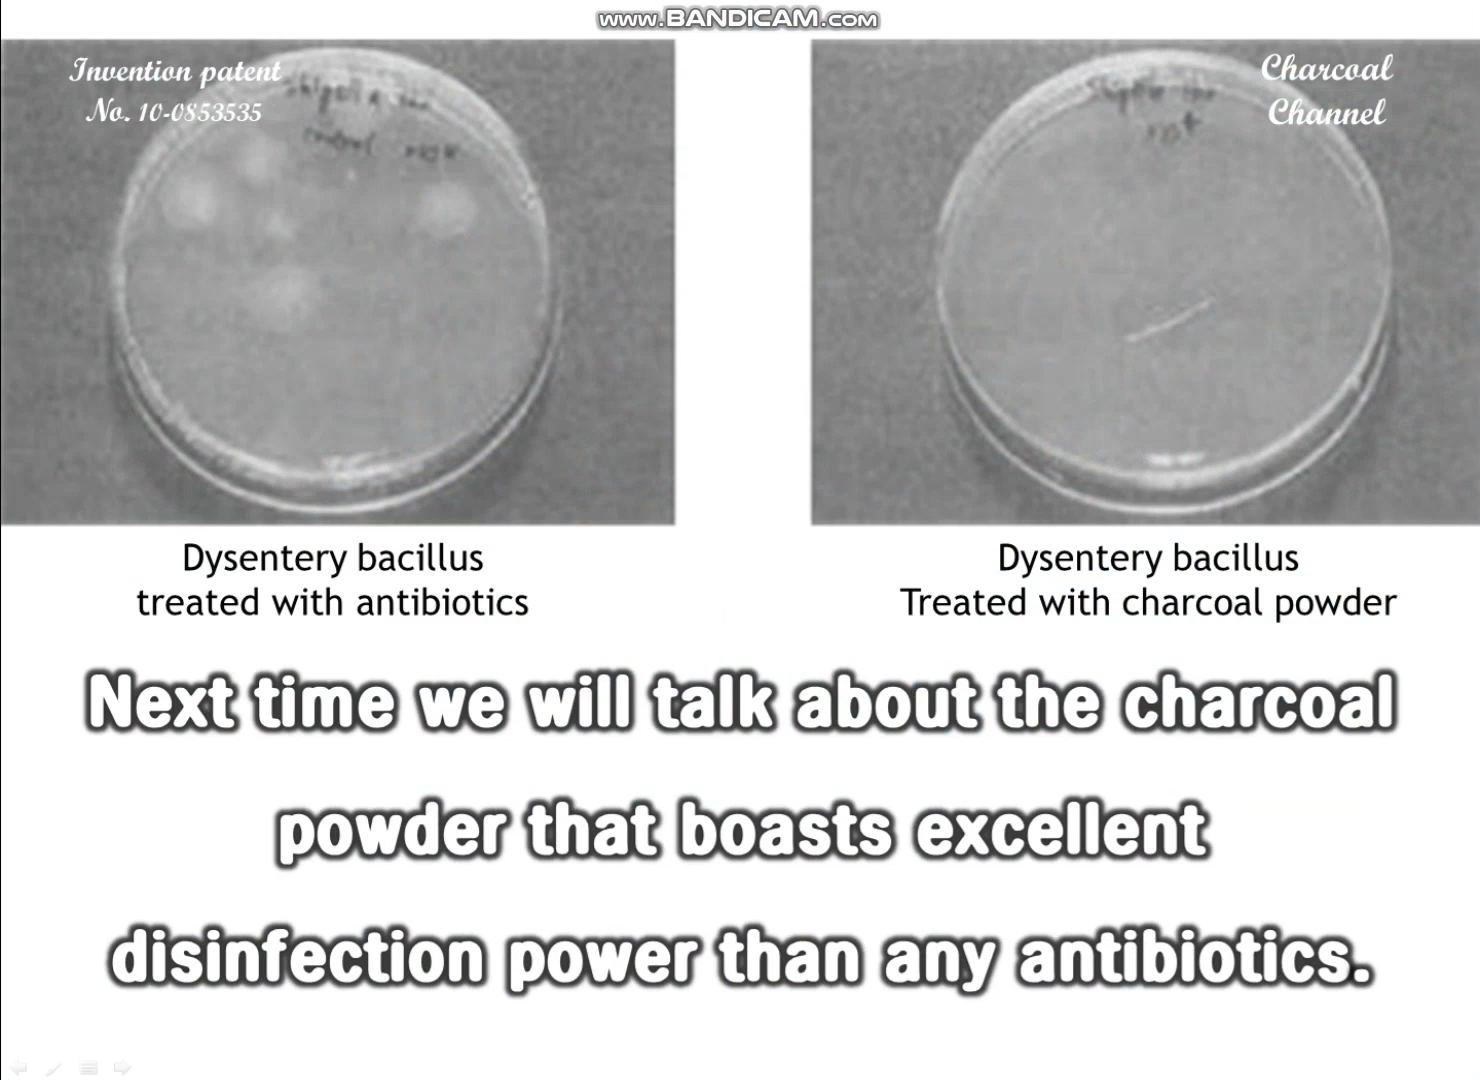 www.BANDICAM.com
Invention patent
No. 10-0853535
Charcoal
Channel
control
Dysentery bacillus
treated with antibiotics
Dysentery bacillus
Treated with charcoal powder
Next time we will talk about the charcoal
powder that boasts excellent
disinfection power than any antibiotics.